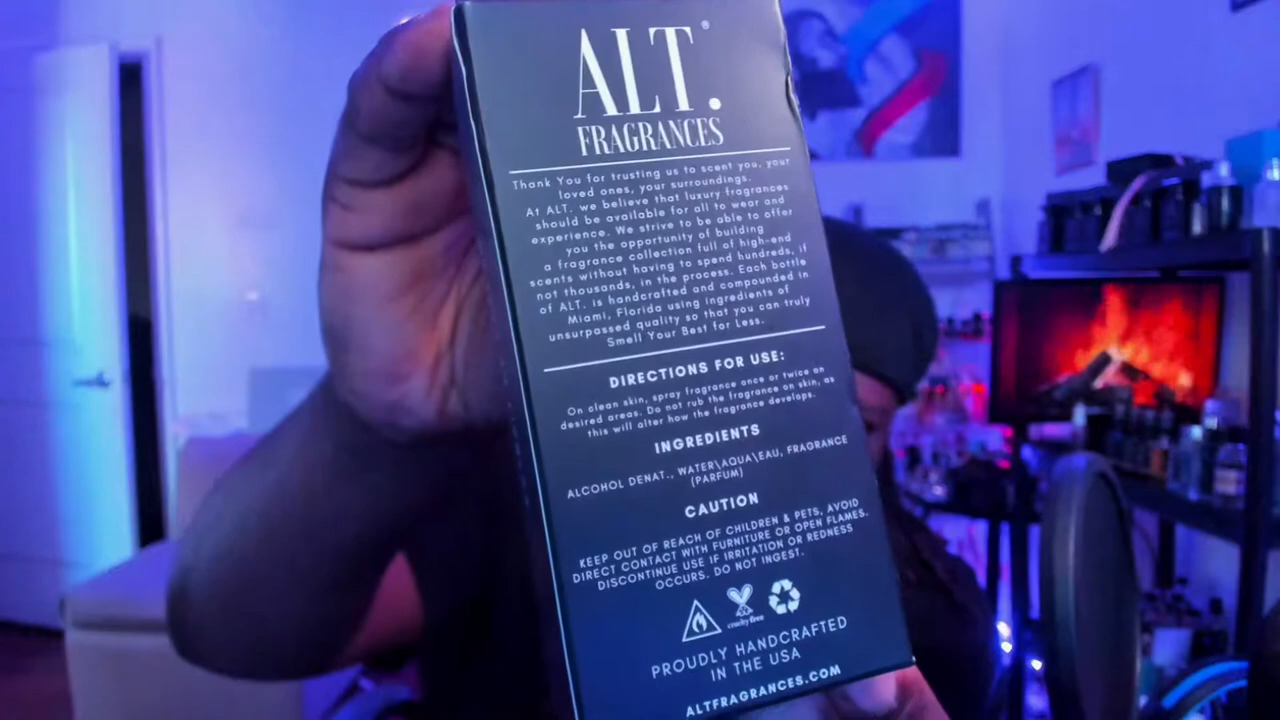 ALT.®
FRAGRANCES
Thank You for trusting us to scent you, your
loved ones, your surroundings.
At ALT. we believe that luxury fragrances
should be available for all to wear and
experience. We strive to be able to offer
you the opportunity of building
a fragrance collection full of high-end
scents without having to spend hundreds, if
not thousands, in the process. Each bottle
of ALT. is handcrafted and compounded in
Miami, Florida using ingredients of
unsurpassed quality so that you can truly
Smell Your Best for Less.
DIRECTIONS FOR USE:
On clean skin, spray fragrance once or twice on
desired areas. Do not rub the fragrance on skin, as
this will alter how the fragrance develops.
INGREDIENTS
ALCOHOL DENAT., WATER\AQUA\EAU, FRAGRANCE
(PARFUM)
CAUTION
KEEP OUT OF REACH OF CHILDREN & PETS, AVOID
DIRECT CONTACT WITH FURNITURE OR OPEN FLAMES.
DISCONTINUE USE IF IRRITATION OR REDNESS
OCCURS. DO NOT INGEST.
cruelty free
PROUDLY HANDCRAFTED
IN THE USA
ALTFRAGRANCES.COM